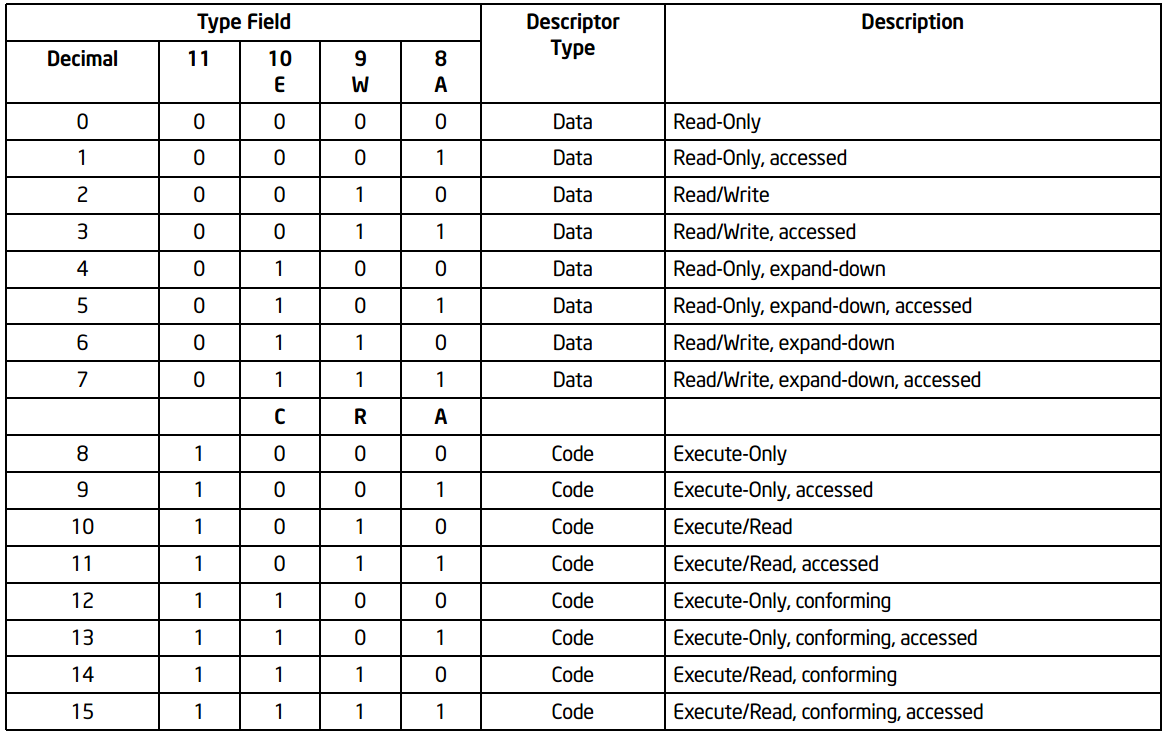 Type Field Descriptor Type Description
Decimal 11 10 E 9 W 8 A
0 0 0 0 0 Data Read-Only
1 0 0 0 1 Data Read-Only, accessed
2 0 0 1 0 Data Read/Write
3 0 0 1 1 Data Read/Write, accessed
4 0 1 0 0 Data Read-Only, expand-down
5 0 1 0 1 Data Read-Only, expand-down, accessed
6 0 1 1 0 Data Read/Write, expand-down
7 0 1 1 1 Data Read/Write, expand-down, accessed
C R A
8 1 0 0 0 Code Execute-Only
9 1 0 0 1 Code Execute-Only, accessed
10 1 0 1 0 Code Execute/Read
11 1 0 1 1 Code Execute/Read, accessed
12 1 1 0 0 Code Execute-Only, conforming
13 1 1 0 1 Code Execute-Only, conforming, accessed
14 1 1 1 0 Code Execute/Read, conforming
15 1 1 1 1 Code Execute/Read, conforming, accessed